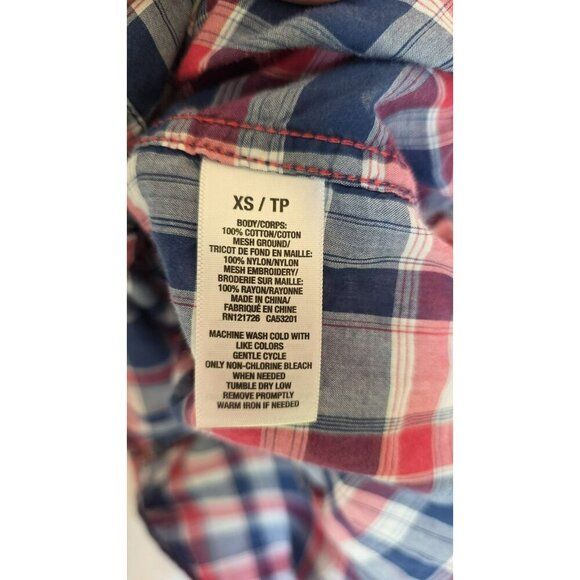 XS / TP
BODY/CORPS:
100% COTTON/COTON
MESH GROUND/
TRICOT DE FOND EN MAILLE:
100% NYLON/NYLON
MESH EMBROIDERY/
BRODERIE SUR MAILLE:
100% RAYON/RAYONNE
MADE IN CHINA/
FABRIQUÉ EN CHINE
RN121726 CA53201
MACHINE WASH COLD WITH
LIKE COLORS
GENTLE CYCLE
ONLY NON-CHLORINE BLEACH
WHEN NEEDED
TUMBLE DRY LOW
REMOVE PROMPTLY
WARM IRON IF NEEDED